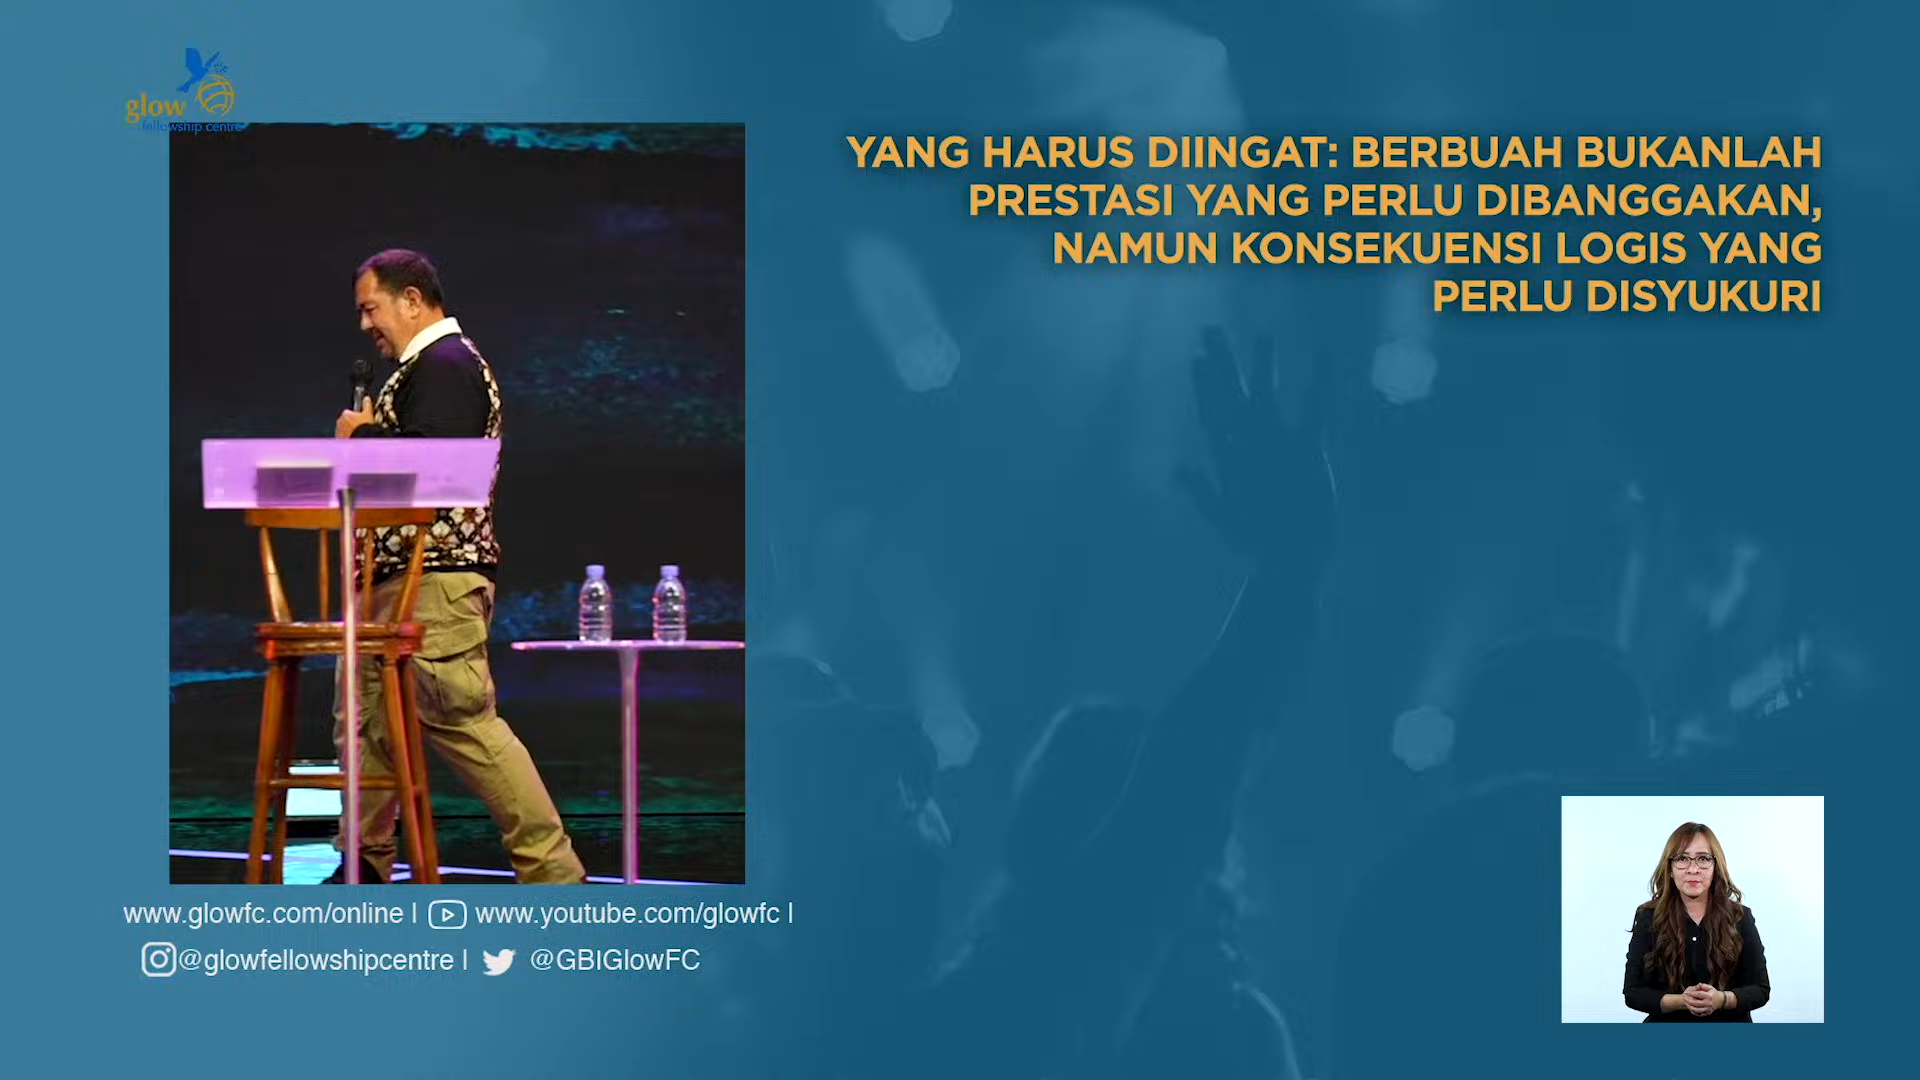 glow
fellowship centre
YANG HARUS DIINGAT: BERBUAH BUKANLAH
PRESTASI YANG PERLU DIBANGGAKAN,
NAMUN KONSEKUENSI LOGIS YANG
PERLU DISYUKURI
www.glowfc.com/online | www.youtube.com/glowfc |
@glowfellowshipcentre | @GBIGlowFC